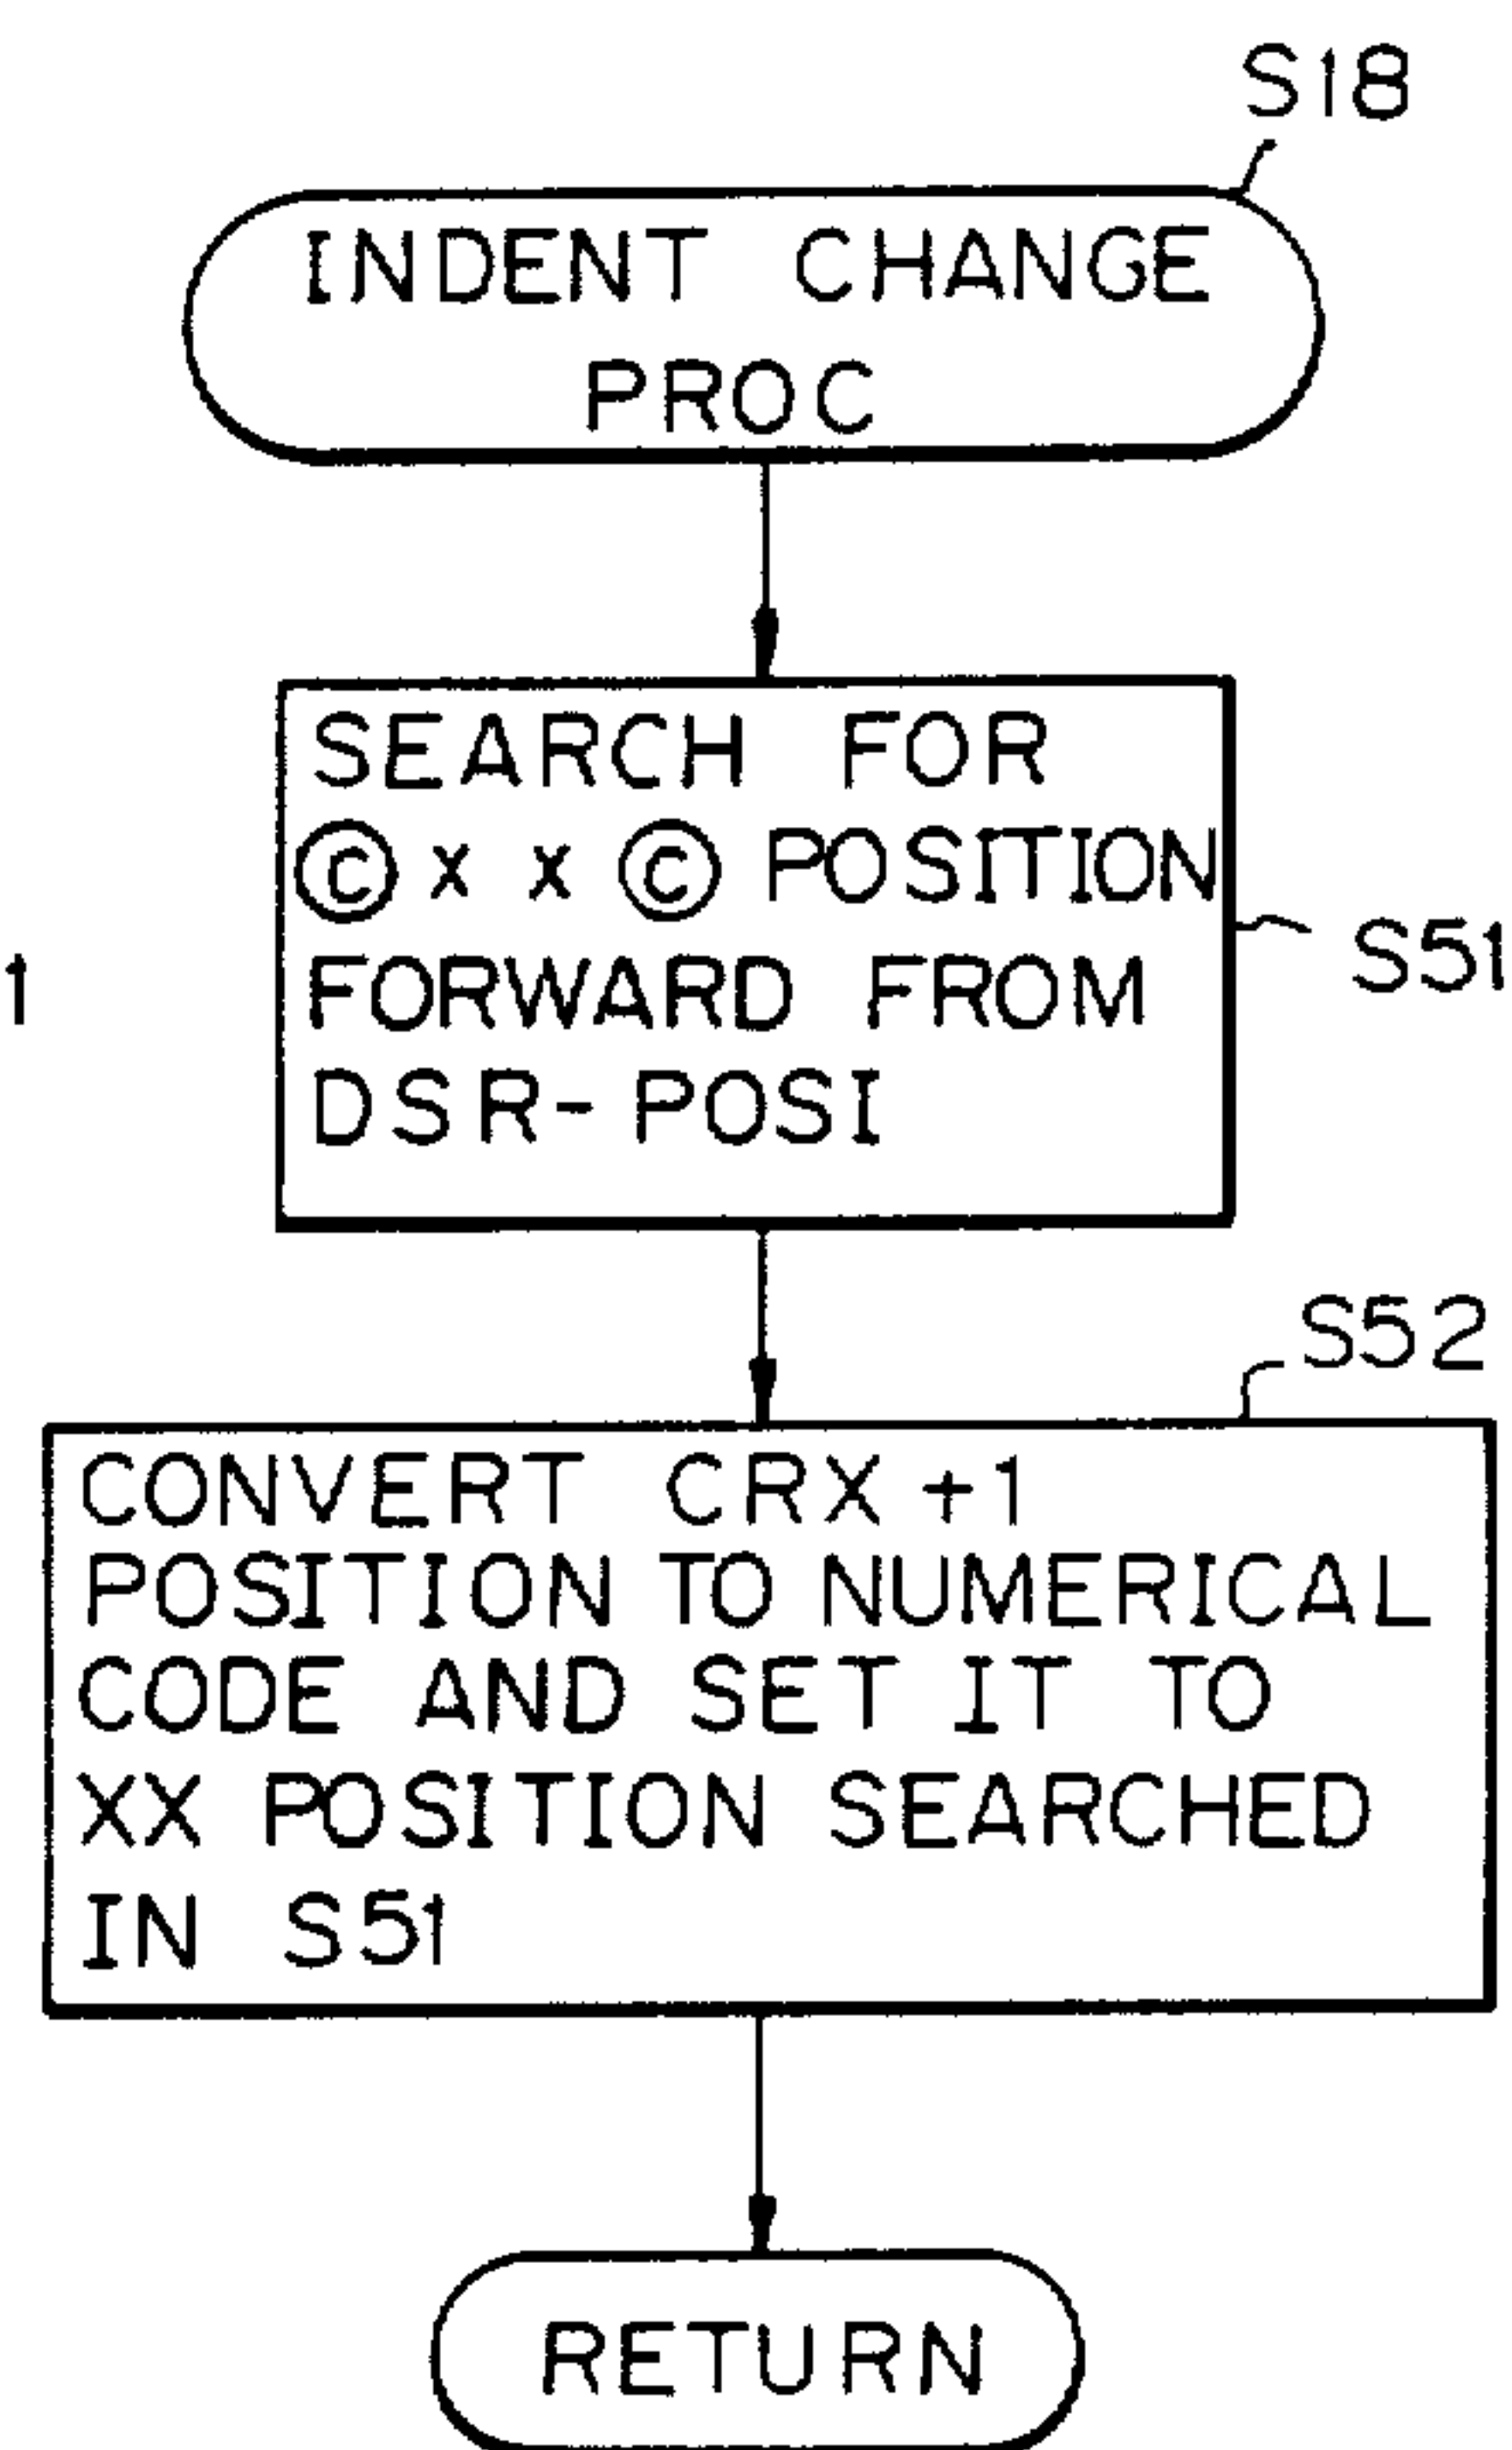 S18
INDENT CHANGE
PROC
SEARCH FOR
© x x © POSITION
FORWARD FROM
DSR-POSI
S51
1
S52
CONVERT CRX+1
POSITION TO NUMERICAL
CODE AND SET IT TO
XX POSITION SEARCHED
IN S51
RETURN